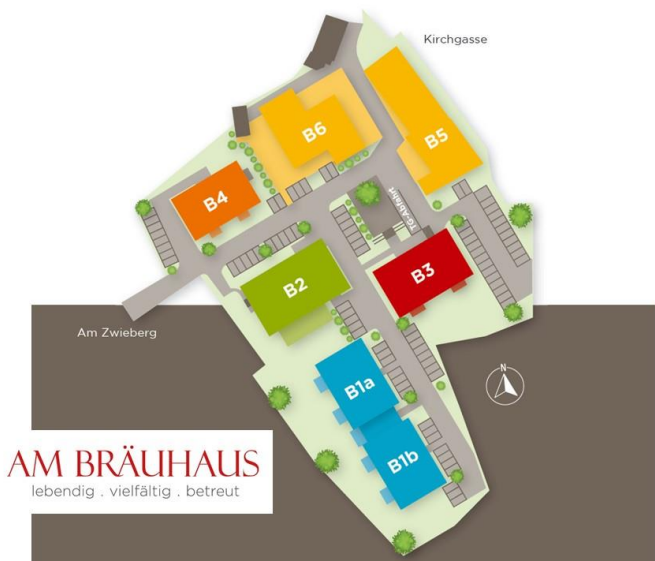 Kirchgasse
B6
B5
B4
TG-Abfahrt
B3
B2
Am Zwieberg
N
B1a
B1b
AM BRÄUHAUS
lebendig . vielfältig . betreut